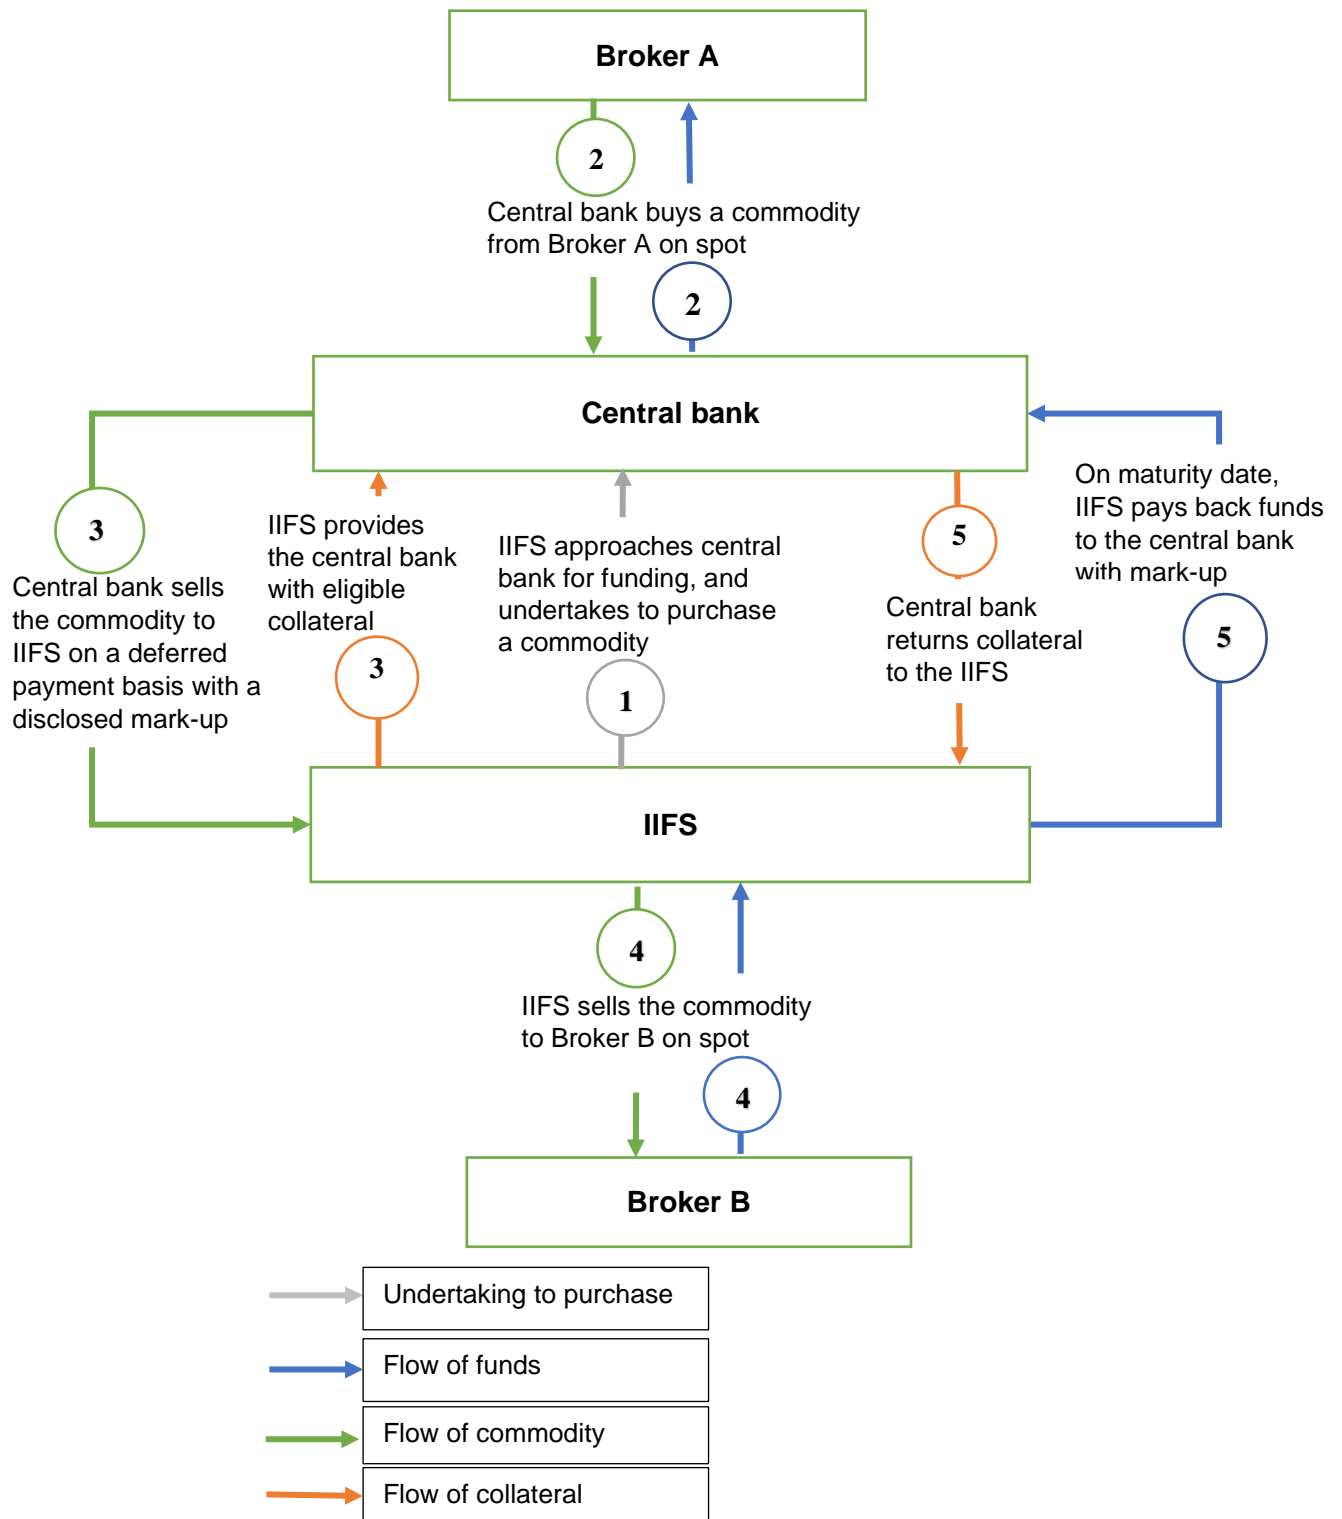 Broker A
2
Central bank buys a commodity
from Broker A on spot
2
Central bank
3
Central bank sells
the commodity to
IIFS on a deferred
payment basis with a
disclosed mark-up
IIFS provides
the central bank
with eligible
collateral
3
IIFS approaches central
bank for funding, and
undertakes to purchase
a commodity
1
5
Central bank
returns collateral
to the IIFS
On maturity date,
IIFS pays back funds
to the central bank
with mark-up
5
IIFS
4
IIFS sells the commodity
to Broker B on spot
4
Broker B
Undertaking to purchase
Flow of funds
Flow of commodity
Flow of collateral